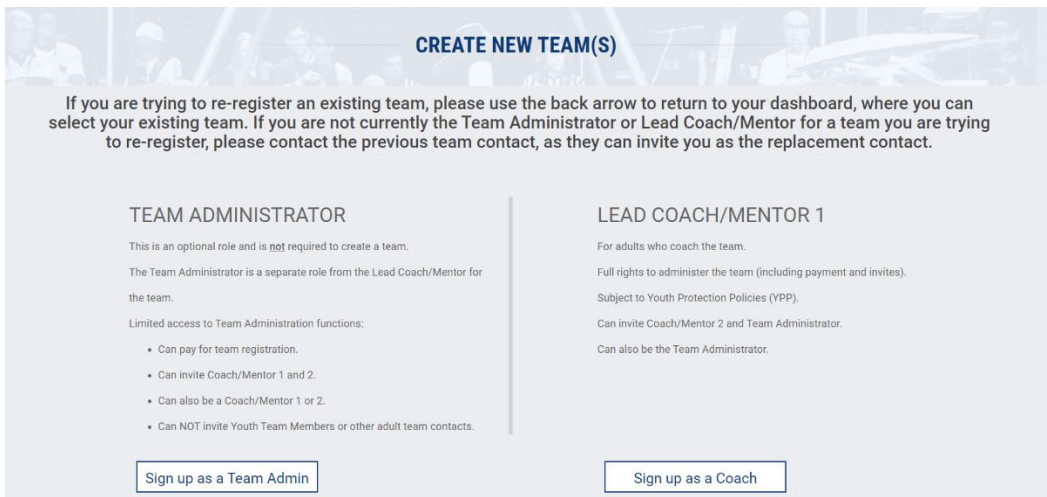 CREATE NEW TEAM(S)
If you are trying to re-register an existing team, please use the back arrow to return to your dashboard, where you can
select your existing team. If you are not currently the Team Administrator or Lead Coach/Mentor for a team you are trying
to re-register, please contact the previous team contact, as they can invite you as the replacement contact.
TEAM ADMINISTRATOR
This is an optional role and is not required to create a team.
The Team Administrator is a separate role from the Lead Coach/Mentor for
the team.
Limited access to Team Administration functions:
• Can pay for team registration.
• Can invite Coach/Mentor 1 and 2.
• Can also be a Coach/Mentor 1 or 2.
• Can NOT invite Youth Team Members or other adult team contacts.
Sign up as a Team Admin
LEAD COACH/MENTOR 1
For adults who coach the team.
Full rights to administer the team (including payment and invites).
Subject to Youth Protection Policies (YPP).
Can invite Coach/Mentor 2 and Team Administrator.
Can also be the Team Administrator.
Sign up as a Coach